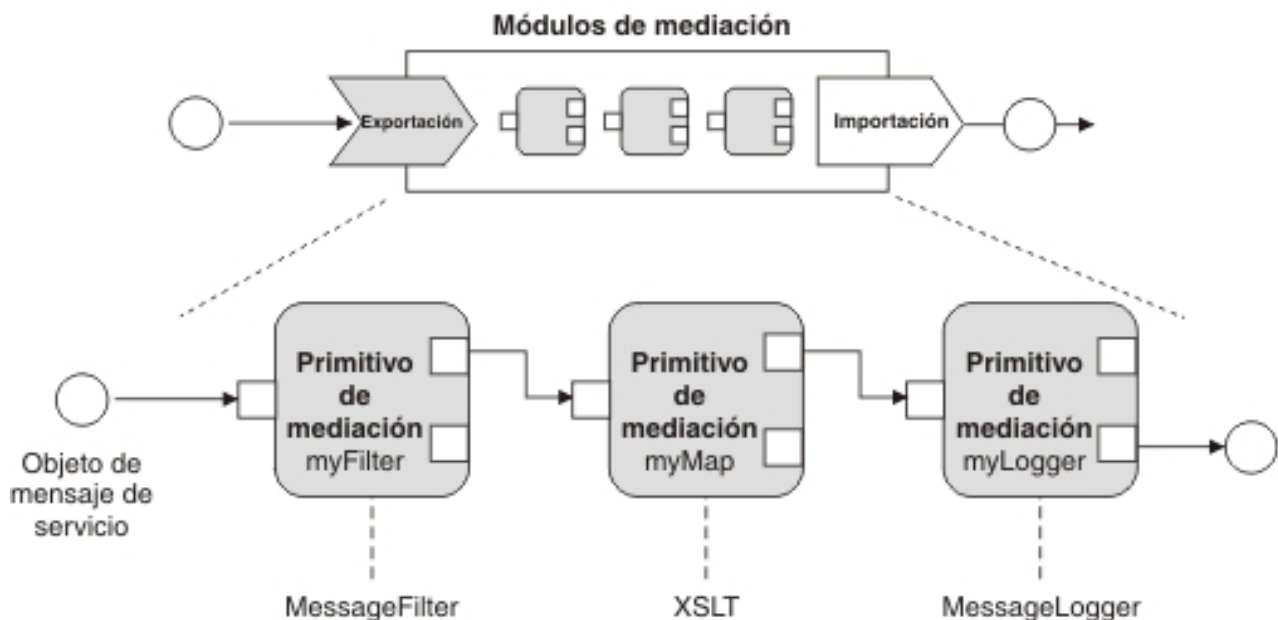 Módulos de mediación
Exportación
Importación
Primitivo
de
mediación
myFilter
Primitivo
de
mediación
myMap
Primitivo
de
mediación
myLogger
Objeto de
mensaje de
servicio
MessageFilter
XSLT
MessageLogger